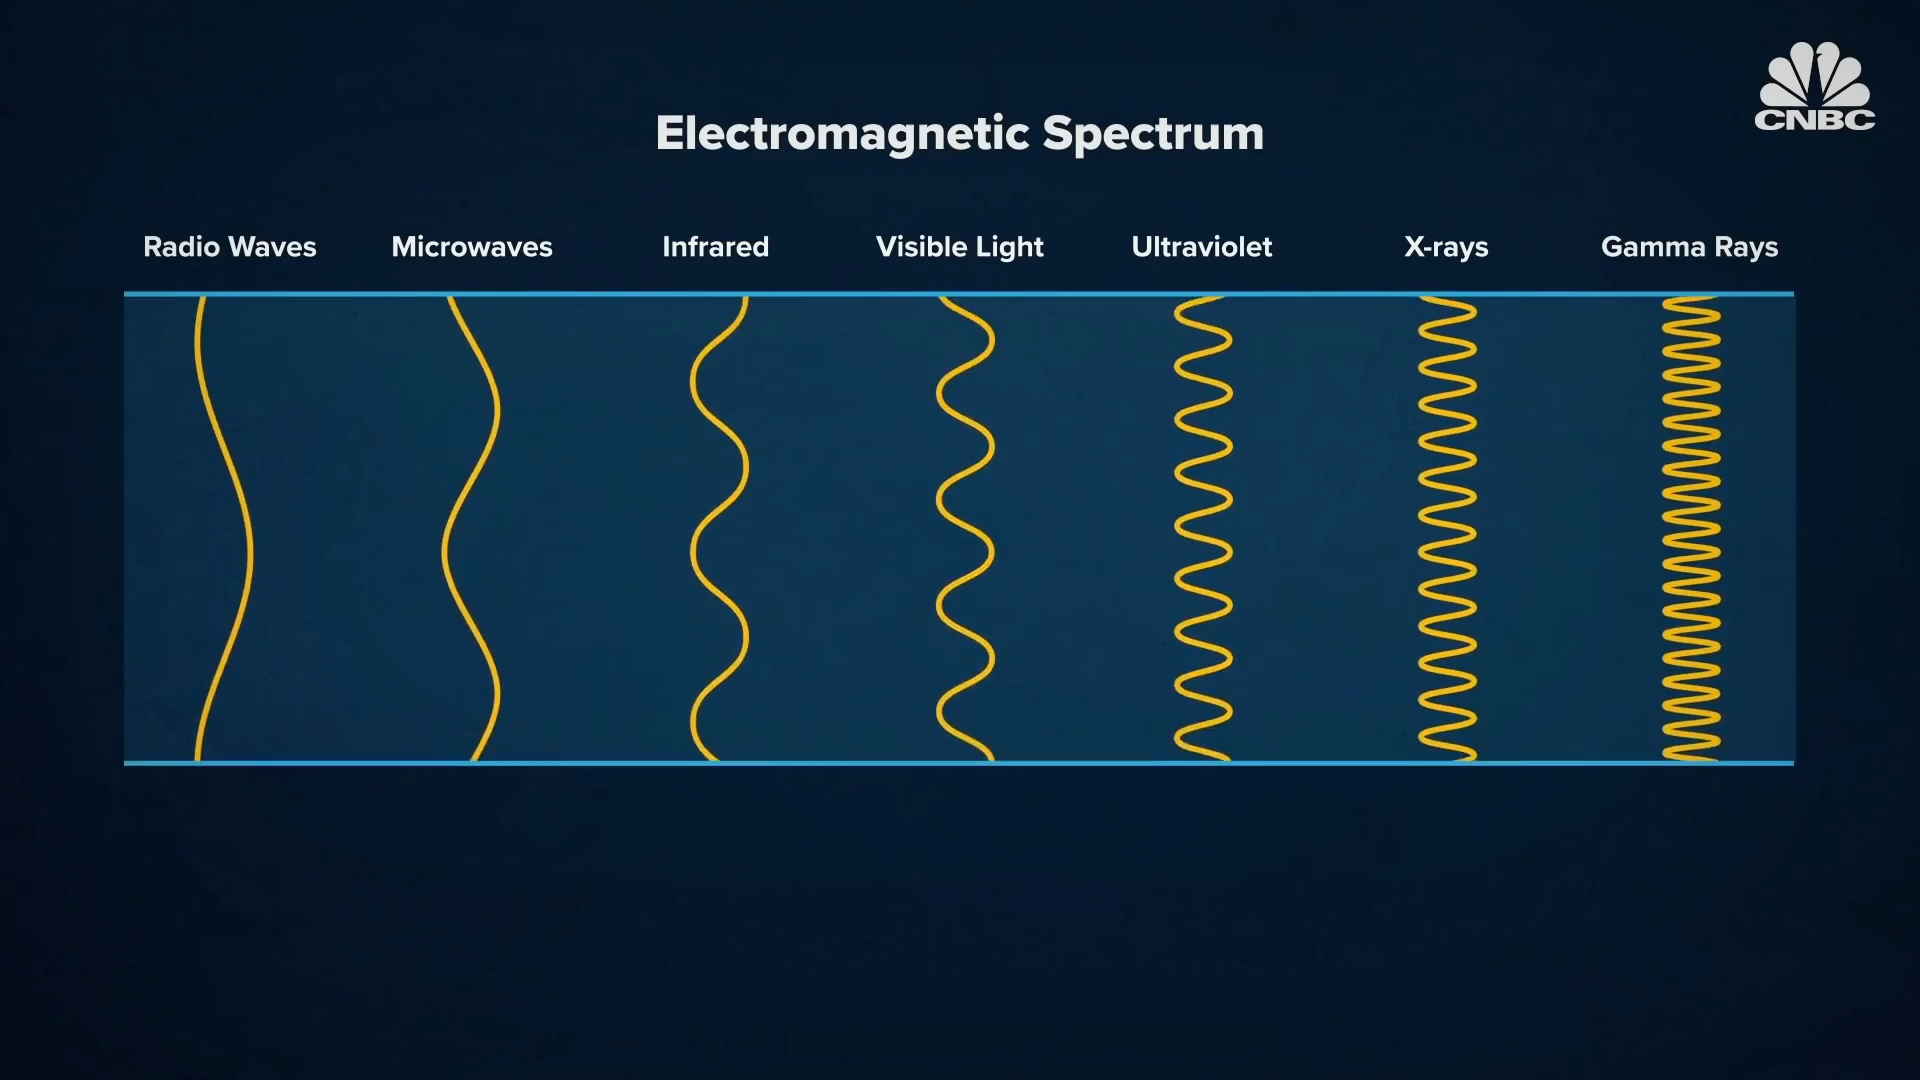 CNBC
Electromagnetic Spectrum
Radio Waves Microwaves Infrared Visible Light Ultraviolet X-rays Gamma Rays